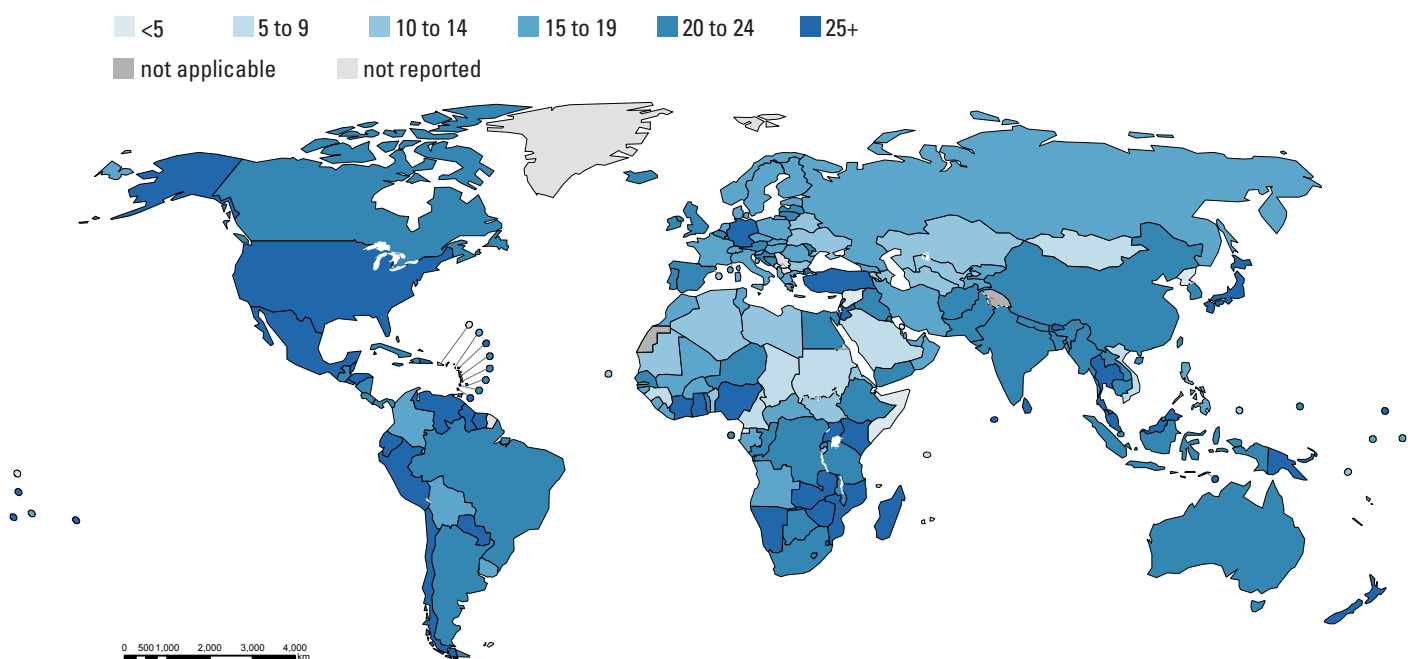 <5 5 to 9 10 to 14 15 to 19 20 to 24 25+
not applicable not reported
0 500 1,000 2,000 3,000 4,000
km